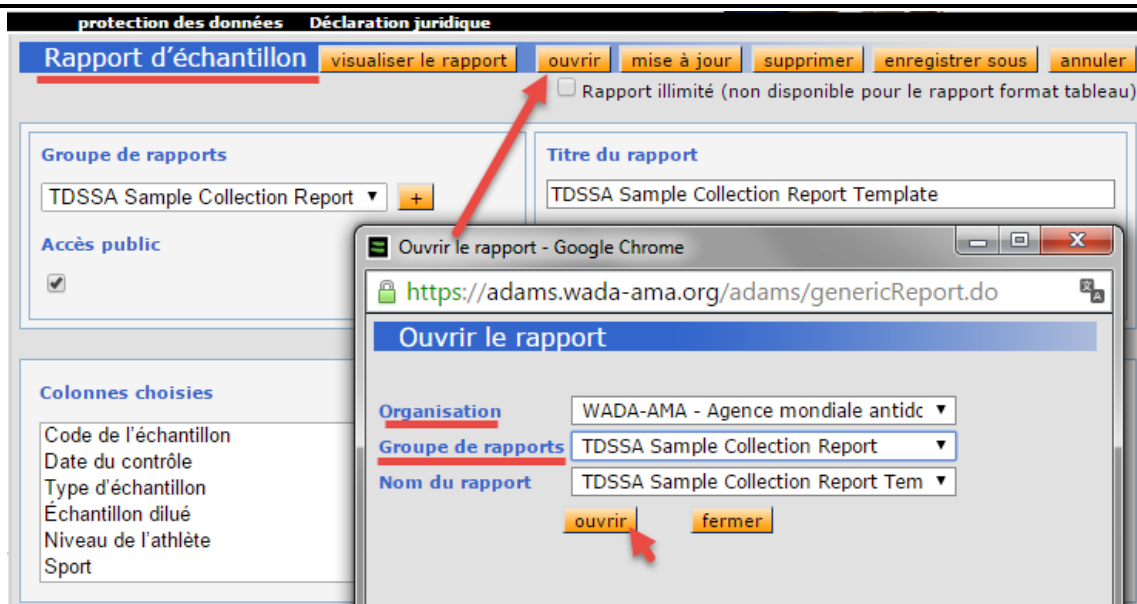 protection des données Déclaration juridique
Rapport d'échantillon visualiser le rapport ouvrir mise à jour supprimer enregistrer sous annuler
Rapport illimité (non disponible pour le rapport format tableau)
Groupe de rapports
TDSSA Sample Collection Report +
Accès public
Titre du rapport
TDSSA Sample Collection Report Template
Colonnes choisies
Code de l'échantillon
Date du contrôle
Type d'échantillon
Échantillon dilué
Niveau de l'athlète
Sport
Ouvrir le rapport - Google Chrome
https://adams.wada-ama.org/adams/genericReport.do
Ouvrir le rapport
Organisation WADA-AMA - Agence mondiale antidc
Groupe de rapports TDSSA Sample Collection Report
Nom du rapport TDSSA Sample Collection Report Tem
ouvrir fermer